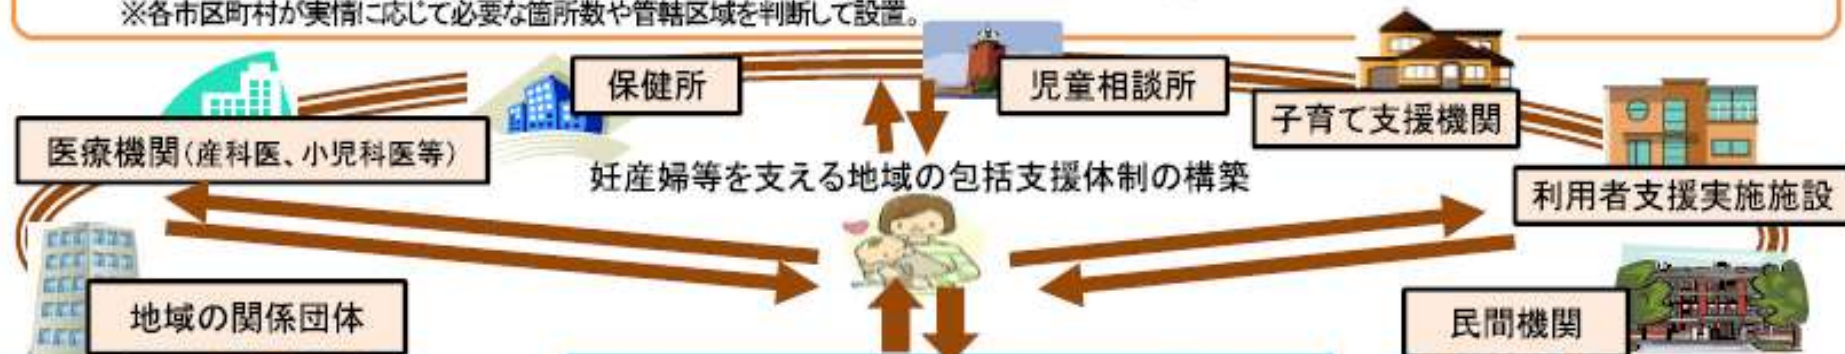 ※各市区町村が実情に応じて必要な箇所数や管轄区域を判断して設置。
保健所
児童相談所
子育て支援機関
医療機関(産科医、小児科医等)
妊産婦等を支える地域の包括支援体制の構築
利用者支援実施施設
地域の関係団体
民間機関